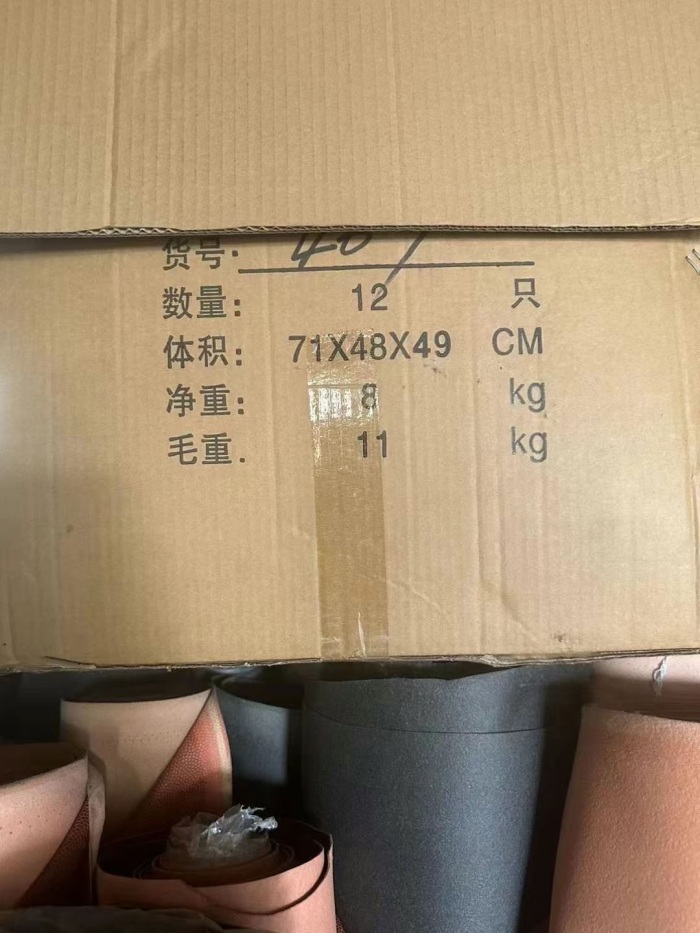 货号:
数量: 12 只
体积: 71X48X49 CM
净重: 8 kg
毛重. 11 kg